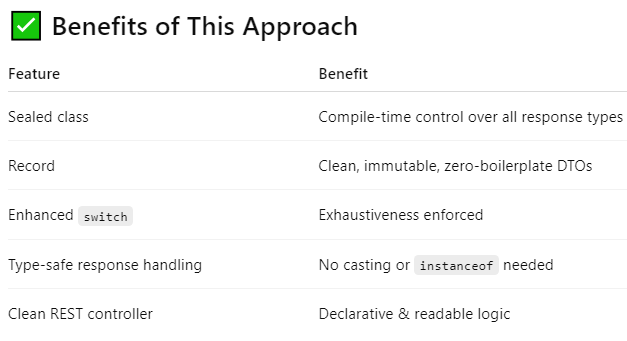 ✅ Benefits of This Approach
Feature Benefit
Sealed class Compile-time control over all response types
Record Clean, immutable, zero-boilerplate DTOs
Enhanced switch Exhaustiveness enforced
Type-safe response handling No casting or instanceof needed
Clean REST controller Declarative & readable logic